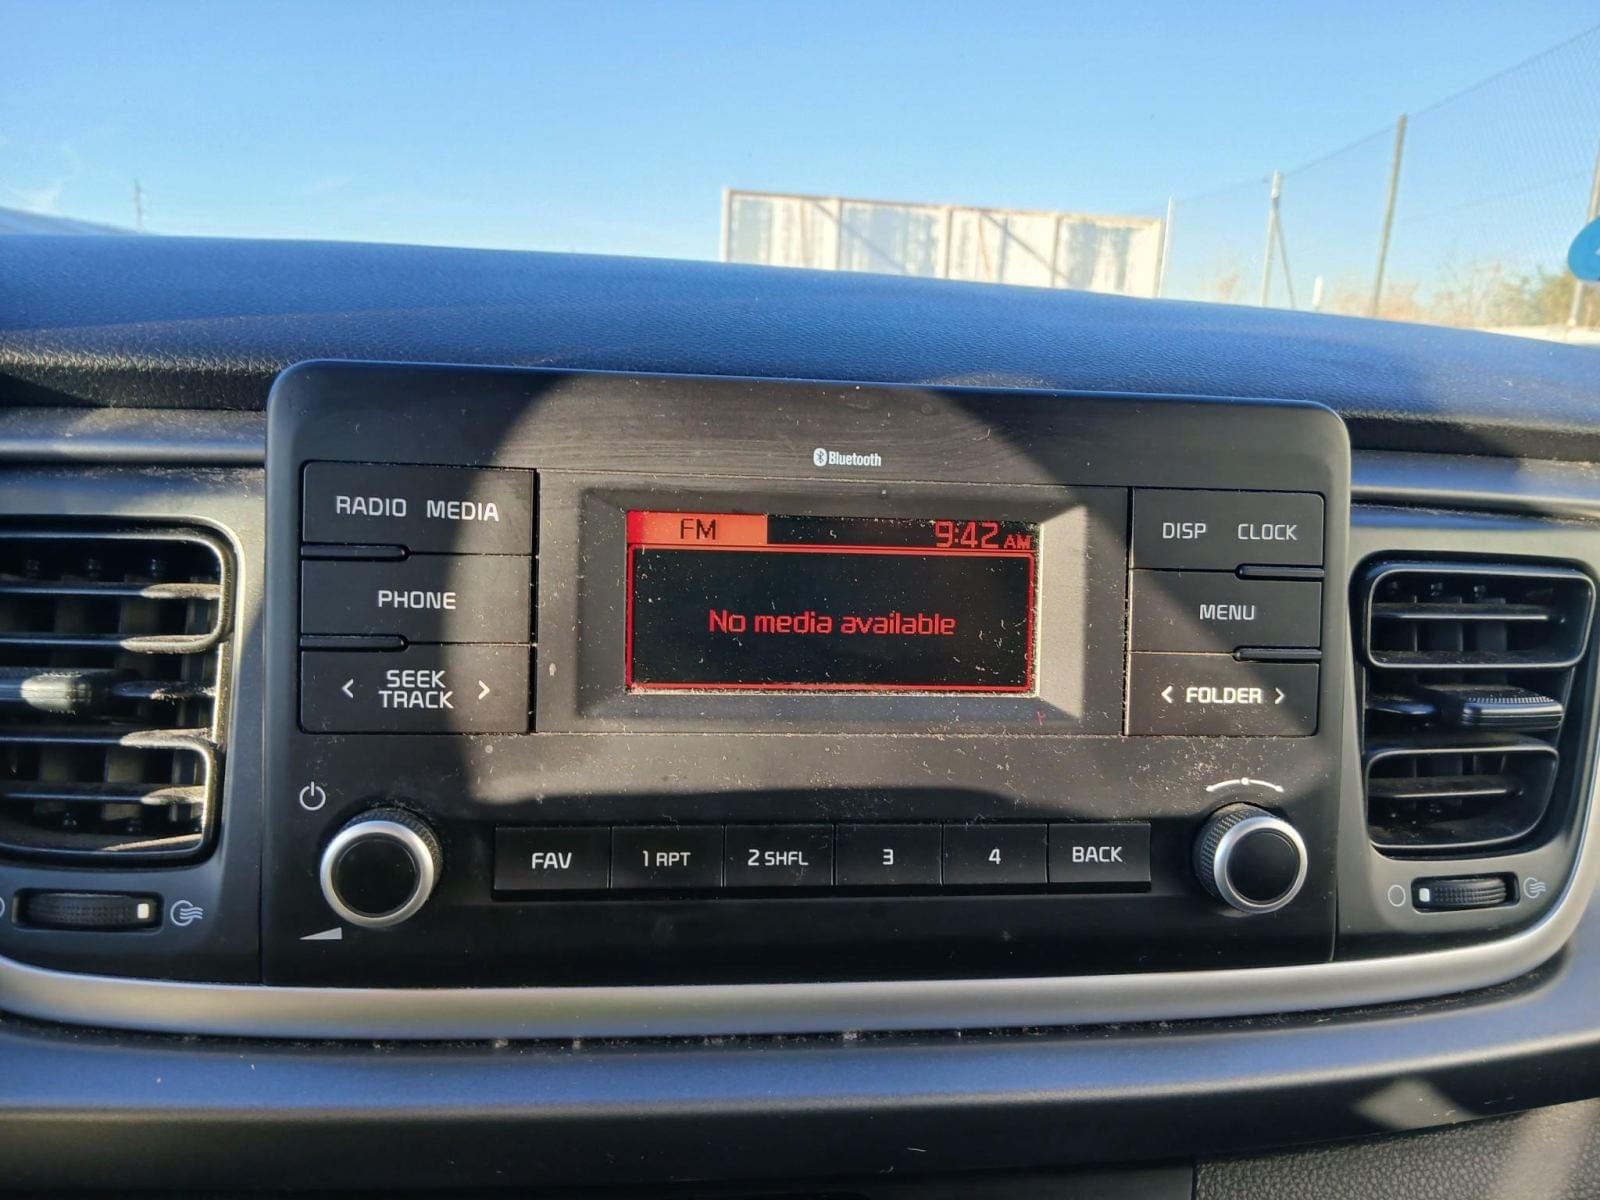 Bluetooth
RADIO MEDIA
FM 9:42 AM
DISP CLOCK
PHONE
No media available
MENU
< SEEK TRACK >
< FOLDER >
FAV 1 RPT 2 SHFL 3 4 BACK